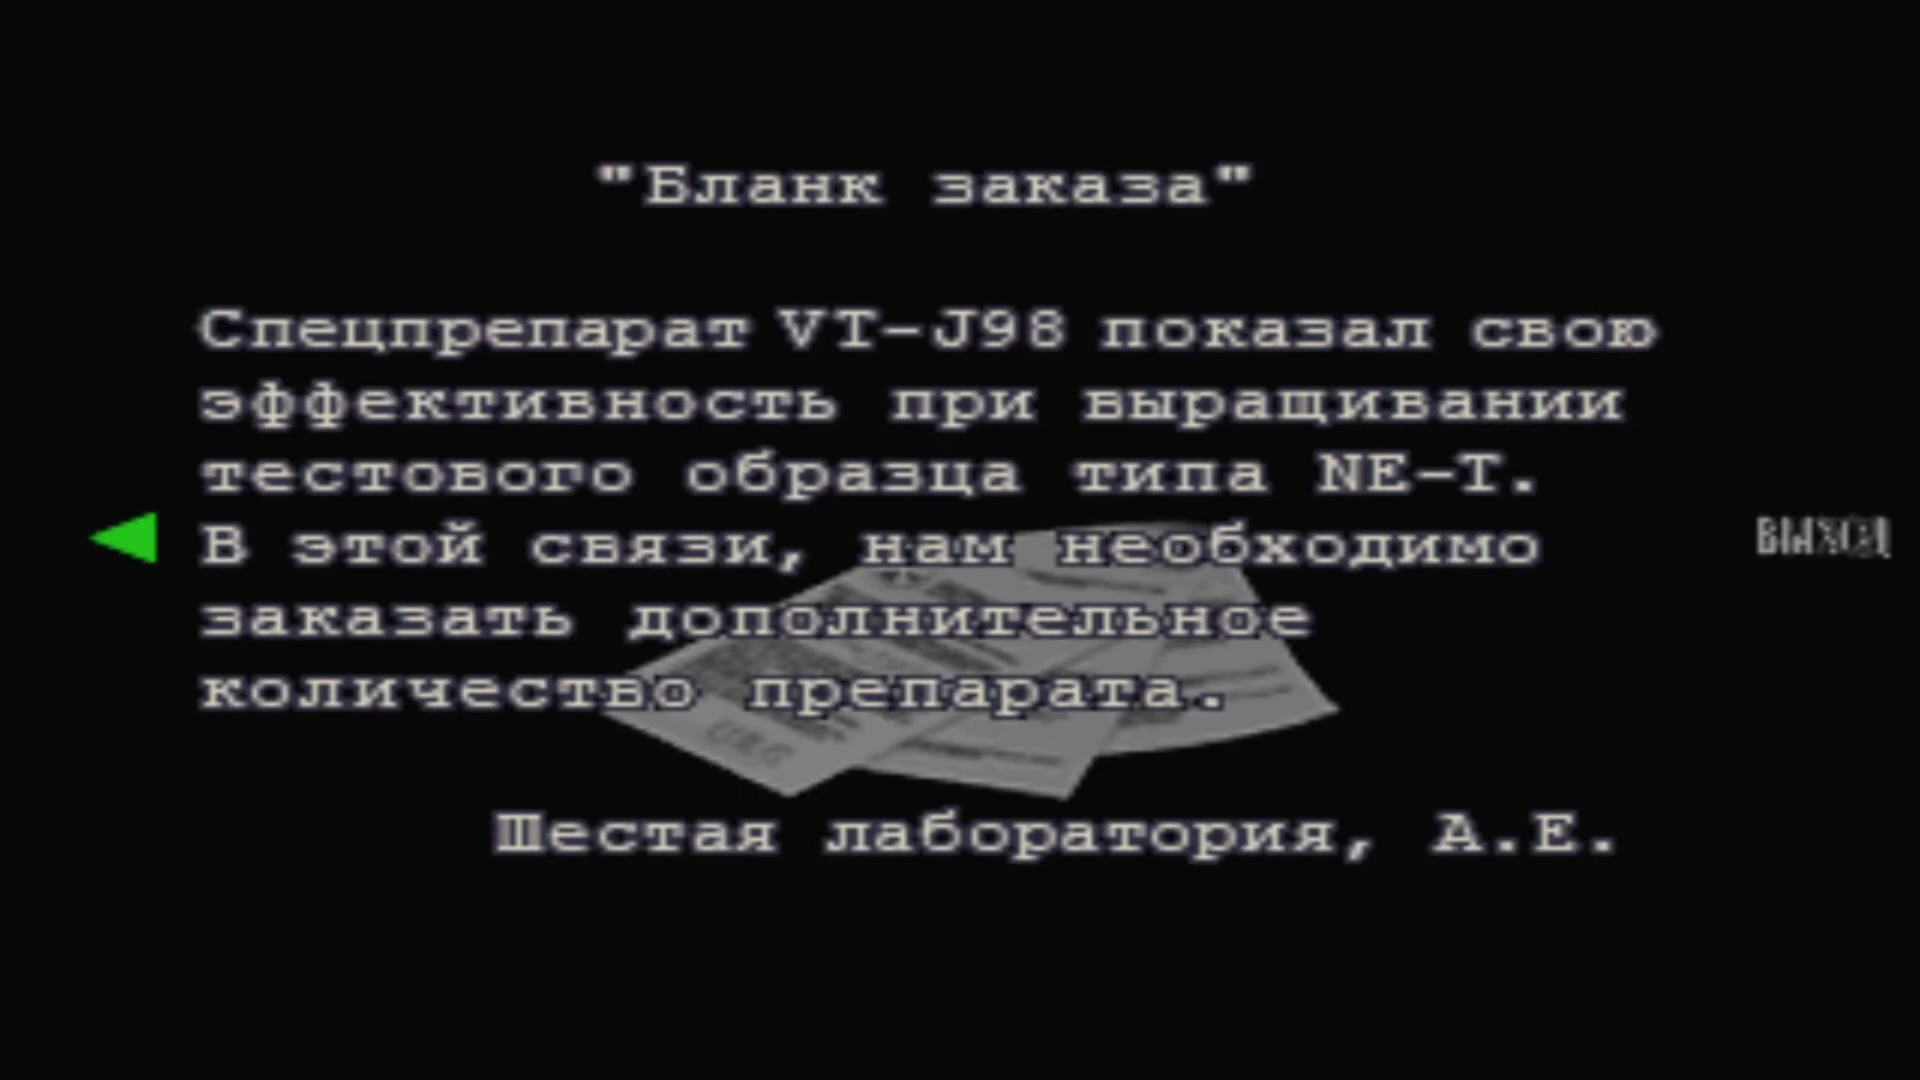 "Бланк заказа"
Спецпрепарат VT-J98 показал свою
эффективность при выращивании
тестового образца типа NE-T.
В этой связи, нам необходимо
ВЫХОД
заказать дополнительное
количество препарата.
Шестая лаборатория, А.Е.